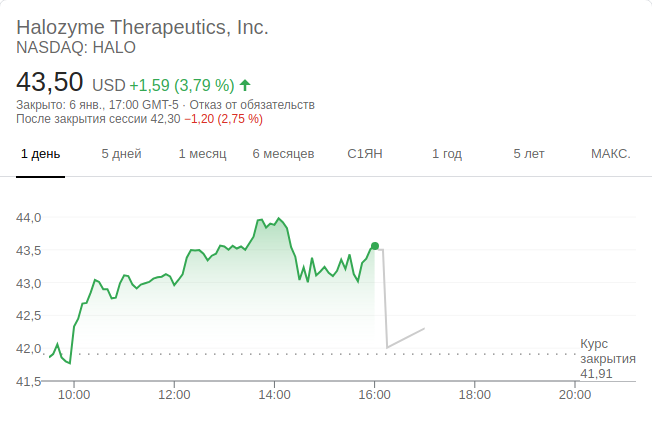 Halozyme Therapeutics, Inc.
NASDAQ: HALO
43,50 USD +1,59 (3,79 %)
Закрыто: 6 янв., 17:00 GMT-5 · Отказ от обязательств
После закрытия сессии 42,30 −1,20 (2,75 %)
1 день 5 дней 1 месяц 6 месяцев С1ЯН 1 год 5 лет МАКС.
44,0
43,5
43,0
42,5
42,0
Курс
закрытия
41,91
41,5
10:00 12:00 14:00 16:00 18:00 20:00